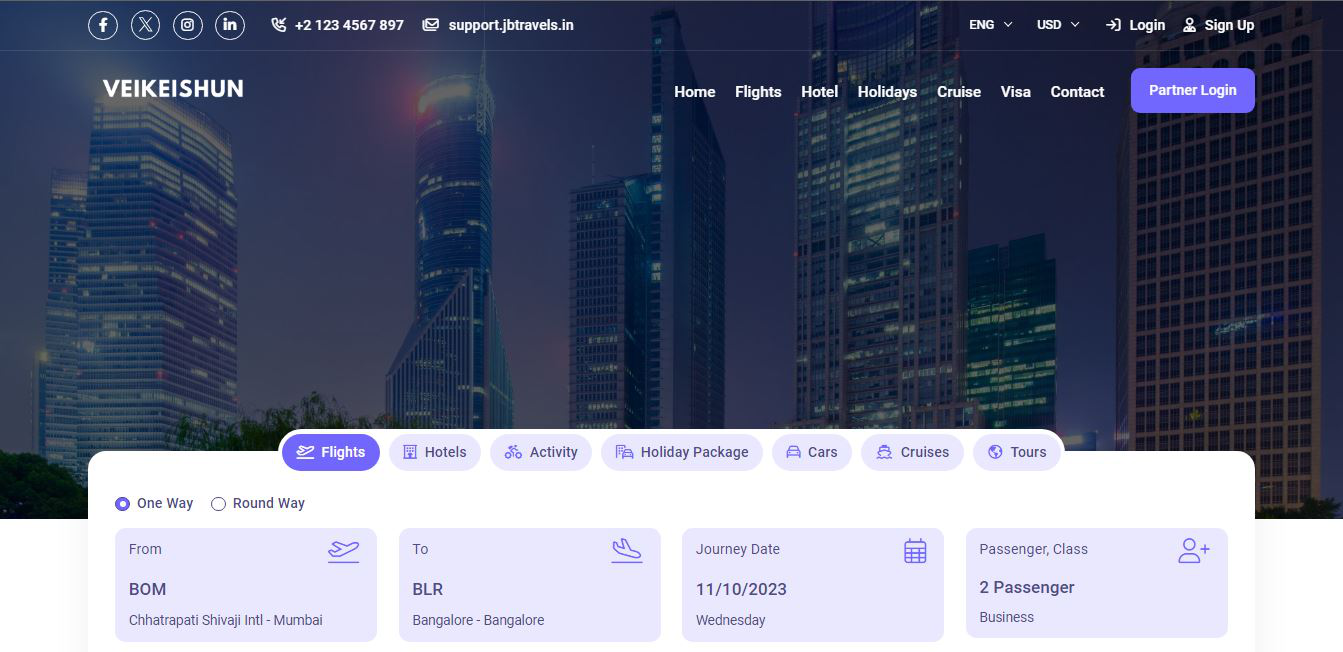 +2 123 4567 897 support.jbtravels.in ENG USD Login Sign Up
VEIKEISHUN Home Flights Hotel Holidays Cruise Visa Contact Partner Login
Flights Hotels Activity Holiday Package Cars Cruises Tours
One Way Round Way
From To Journey Date Passenger, Class
BOM BLR 11/10/2023 2 Passenger
Chhatrapati Shivaji Intl - Mumbai Bangalore - Bangalore Wednesday Business